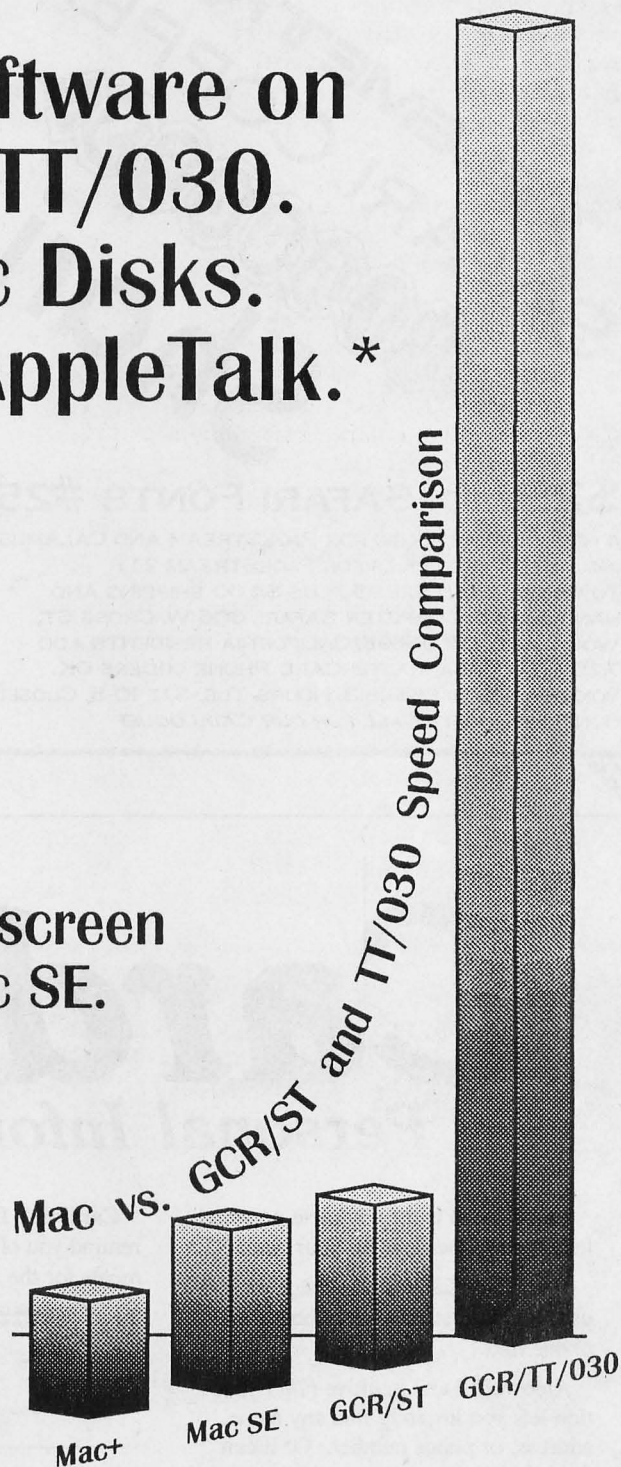 ftware on
TT/030.
c Disks.
AppleTalk.*
screen
c SE.
Mac vs. GCR/ST and TT/030 Speed Comparison
Mac+
Mac SE
GCR/ST
GCR/TT/030